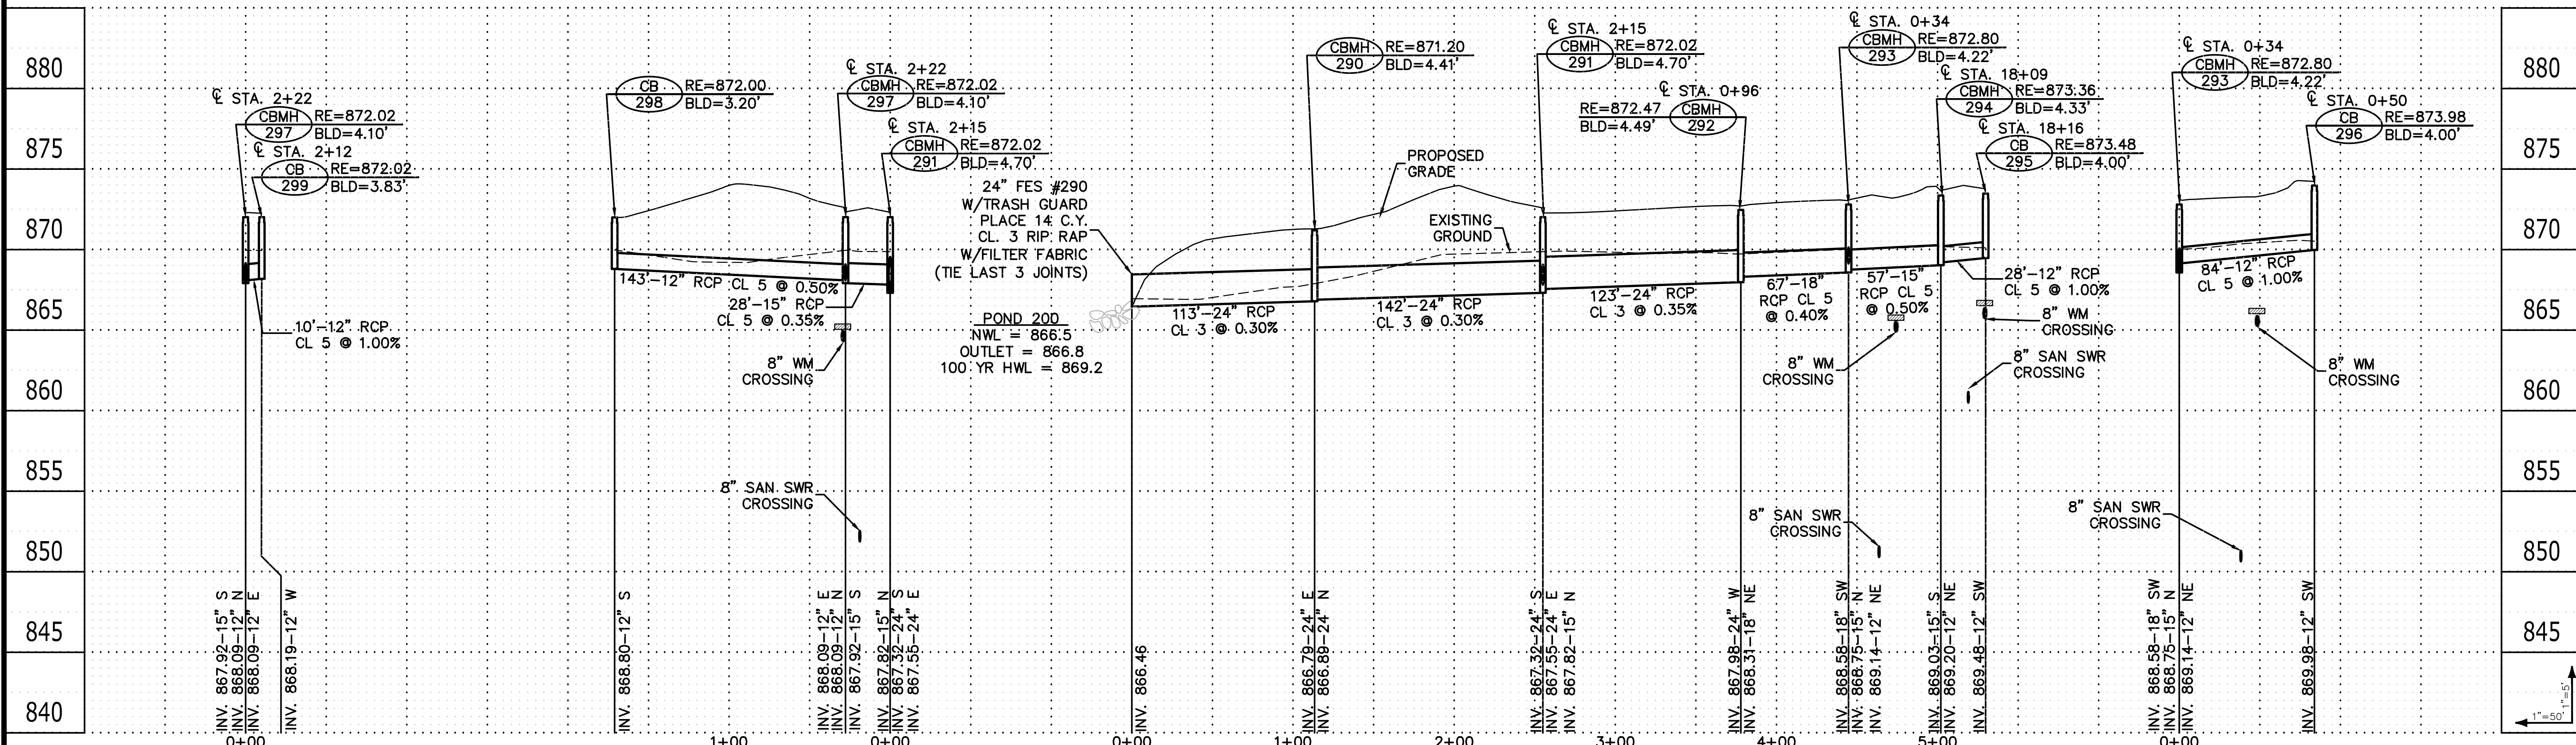 880
875
870
865
860
855
850
845
840
℄ STA. 2+22
CBMH
297
RE=872.02
BLD=4.10'
℄ STA. 2+12
CB
299
RE=872.02
BLD=3.83'
10'-12" RCP
CL 5 @ 1.00%
INV. 867.92-15" S
INV. 868.09-12" N
INV. 868.09-12" E
INV. 868.19-12" W
0+00
CB
298
RE=872.00
BLD=3.20'
℄ STA. 2+22
CBMH
297
RE=872.02
BLD=4.10'
℄ STA. 2+15
CBMH
291
RE=872.02
BLD=4.70'
143'-12" RCP CL 5 @ 0.50%
28'-15" RCP
CL 5 @ 0.35%
8" WM
CROSSING
8" SAN SWR
CROSSING
INV. 868.80-12" S
INV. 868.09-12" E
INV. 868.09-12" N
INV. 867.92-15" S
INV. 867.82-15" N
INV. 867.32-24" S
INV. 867.55-24" E
1+00
0+00
24" FES #290
W/TRASH GUARD
PLACE 14 C.Y.
CL. 3 RIP RAP
W/FILTER FABRIC
(TIE LAST 3 JOINTS)
POND 200
NWL = 866.5
OUTLET = 866.8
100 YR HWL = 869.2
CBMH
290
RE=871.20
BLD=4.41'
PROPOSED
GRADE
EXISTING
GROUND
℄ STA. 2+15
CBMH
291
RE=872.02
BLD=4.70'
℄ STA. 0+96
RE=872.47
BLD=4.49'
CBMH
292
℄ STA. 0+34
CBMH
293
RE=872.80
BLD=4.22'
℄ STA. 18+09
CBMH
294
RE=873.36
BLD=4.33'
℄ STA. 18+16
CB
295
RE=873.48
BLD=4.00'
113'-24" RCP
CL 3 @ 0.30%
142'-24" RCP
CL 3 @ 0.30%
123'-24" RCP
CL 3 @ 0.35%
67'-18"
RCP CL 5
@ 0.40%
57'-15"
RCP CL 5
@ 0.50%
28'-12" RCP
CL 5 @ 1.00%
8" WM
CROSSING
8" WM
CROSSING
8" SAN SWR
CROSSING
8" SAN SWR
CROSSING
INV. 866.46
INV. 866.79-24" E
INV. 866.89-24" N
INV. 867.32-24" S
INV. 867.55-24" E
INV. 867.82-15" N
INV. 867.98-24" W
INV. 868.31-18" NE
INV. 868.58-18" SW
INV. 868.75-15" N
INV. 869.14-12" NE
INV. 869.03-15" S
INV. 869.20-12" NE
INV. 869.48-12" SW
0+00
1+00
2+00
3+00
4+00
5+00
℄ STA. 0+34
CBMH
293
RE=872.80
BLD=4.22'
℄ STA. 0+50
CB
296
RE=873.98
BLD=4.00'
84'-12" RCP
CL 5 @ 1.00%
8" WM
CROSSING
8" SAN SWR
CROSSING
INV. 868.58-18" SW
INV. 868.75-15" N
INV. 869.14-12" NE
INV. 869.98-12" SW
0+00
880
875
870
865
860
855
850
845
840
1"=5'
1"=50'